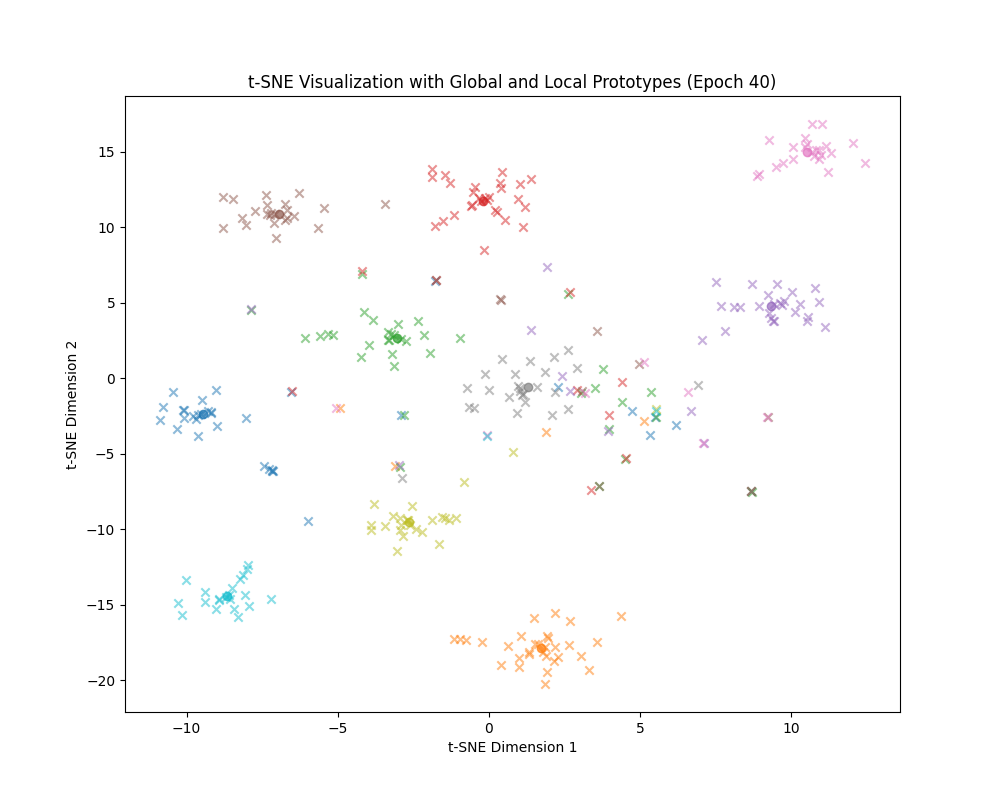 t-SNE Visualization with Global and Local Prototypes (Epoch 40)
15
10
5
0
−5
−10
−15
−20
t-SNE Dimension 2
−10 −5 0 5 10
t-SNE Dimension 1